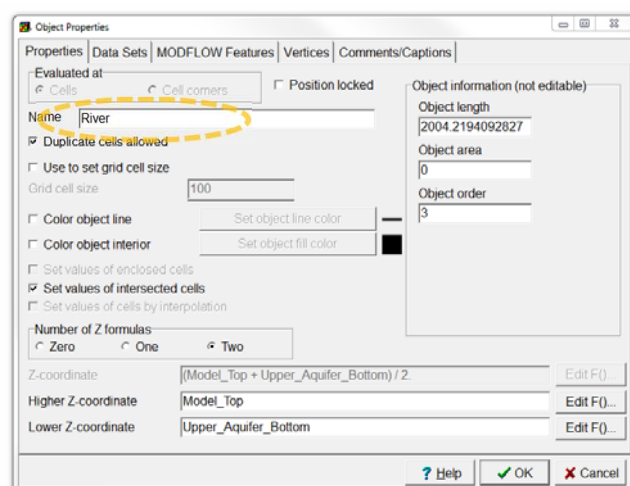 Object Properties
Properties Data Sets MODFLOW Features Vertices Comments/Captions
Evaluated at
Cells Cell corners
Position locked
Name River
Duplicate cells allowed
Use to set grid cell size
Grid cell size 100
Color object line Set object line color
Color object interior Set object fill color
Set values of enclosed cells
Set values of intersected cells
Set values of cells by interpolation
Number of Z formulas
Zero One Two
Object information (not editable)
Object length
2004.2194092827
Object area
0
Object order
3
Z-coordinate (Model_Top + Upper_Aquifer_Bottom) / 2. Edit F()...
Higher Z-coordinate Model_Top Edit F()...
Lower Z-coordinate Upper_Aquifer_Bottom Edit F()...
? Help OK Cancel